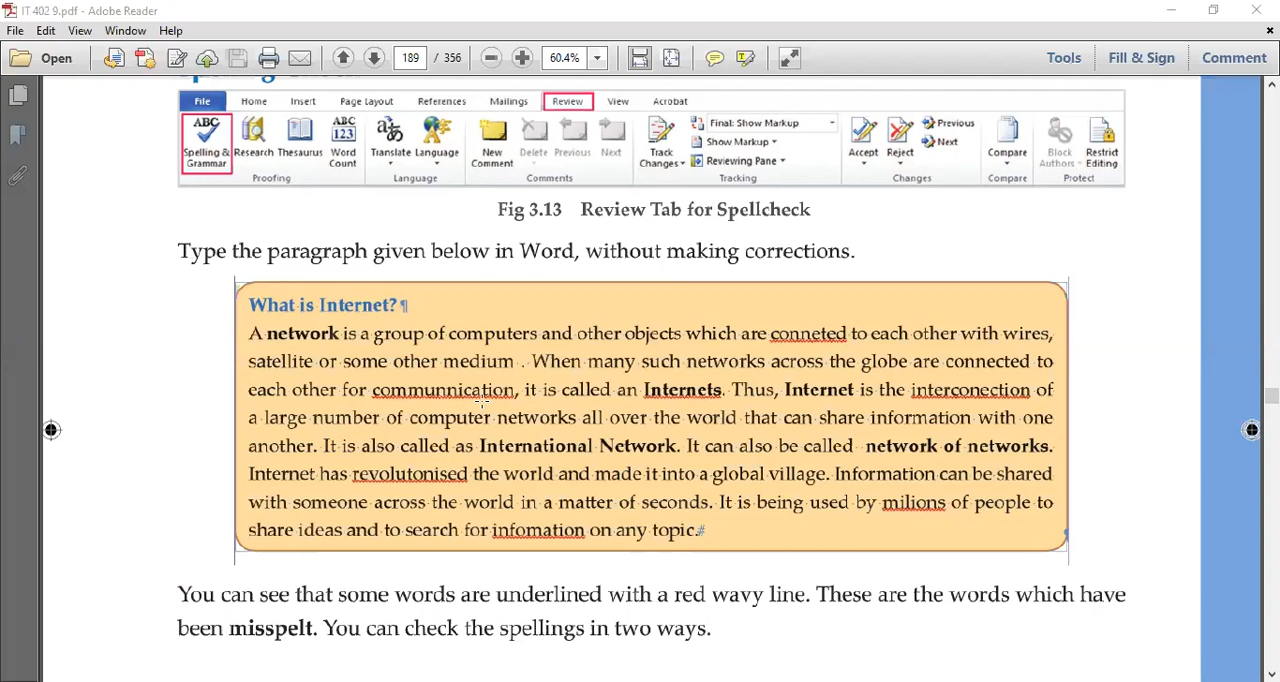 IT 402 9.pdf - Adobe Reader
File Edit View Window Help
Open 189 / 356 60.4% Tools Fill & Sign Comment
File Home Insert Page Layout References Mailings Review View Acrobat
ABC ABC 123
Spelling & Grammar Research Thesaurus Word Count Translate Language New Comment Delete Previous Next Track Changes Final: Show Markup Show Markup Reviewing Pane Accept Reject Previous Next Compare Block Authors Restrict Editing
Proofing Language Comments Tracking Changes Compare Protect
Fig 3.13 Review Tab for Spellcheck
Type the paragraph given below in Word, without making corrections.
What is Internet? ¶
A network is a group of computers and other objects which are conneted to each other with wires,
satellite or some other medium . When many such networks across the globe are connected to
each other for communnication, it is called an Internets. Thus, Internet is the interconection of
a large number of computer networks all over the world that can share information with one
another. It is also called as International Network. It can also be called network of networks.
Internet has revolutonised the world and made it into a global village. Information can be shared
with someone across the world in a matter of seconds. It is being used by milions of people to
share ideas and to search for infomation on any topic.#
You can see that some words are underlined with a red wavy line. These are the words which have
been misspelt. You can check the spellings in two ways.